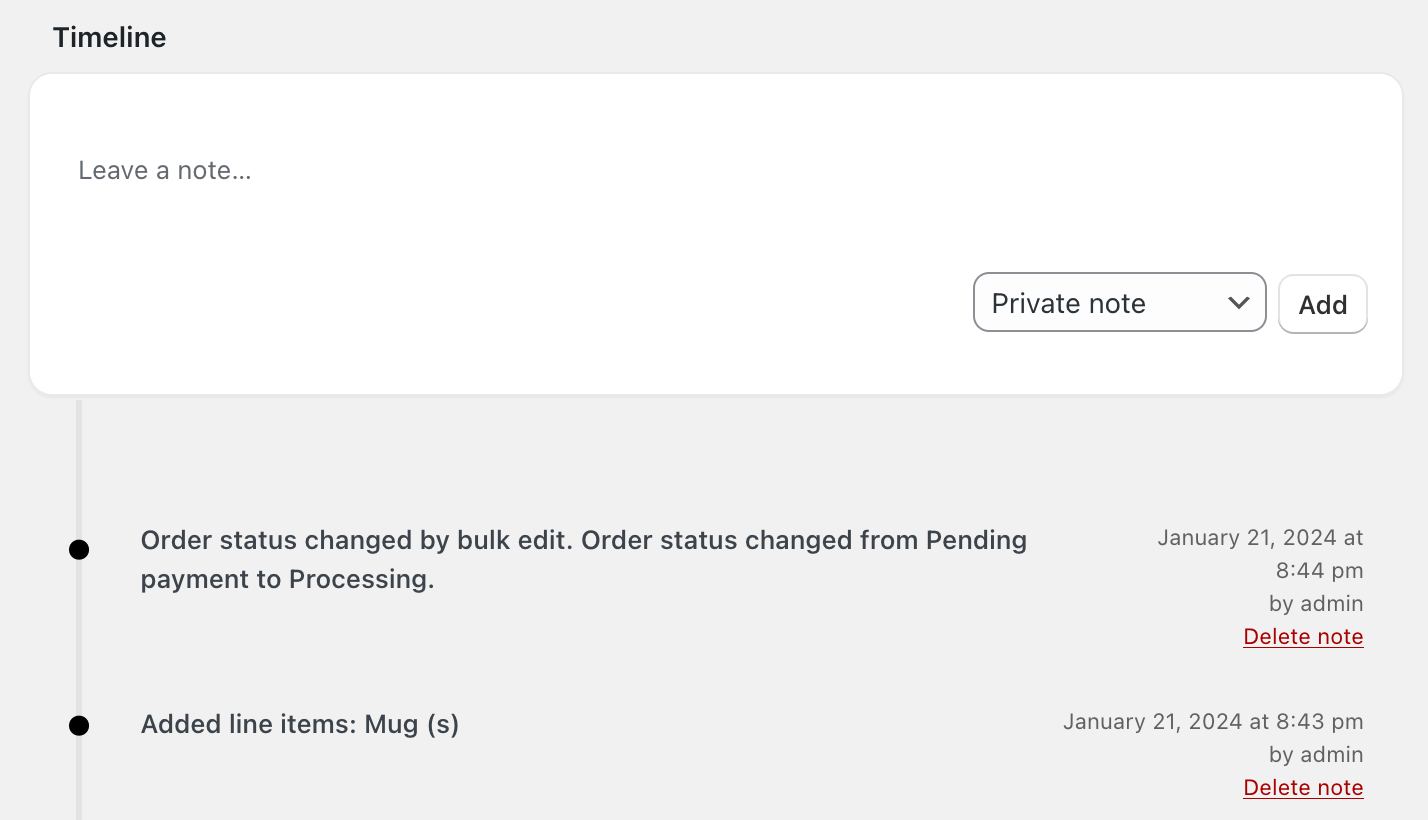 Timeline
Leave a note...
Private note
Add
Order status changed by bulk edit. Order status changed from Pending
payment to Processing.
January 21, 2024 at
8:44 pm
by admin
Delete note
Added line items: Mug (s)
January 21, 2024 at 8:43 pm
by admin
Delete note